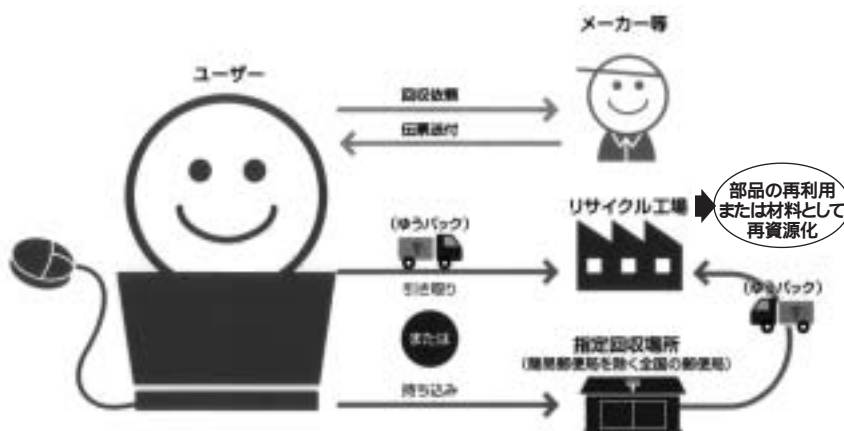 メーカー等
ユーザー
回収依頼
伝票送付
部品の再利用
または材料として
再資源化
リサイクル工場
(ゆうパック)
引き取り
(ゆうパック)
または
指定回収場所
(簡易郵便局を除く全国の郵便局)
持ち込み